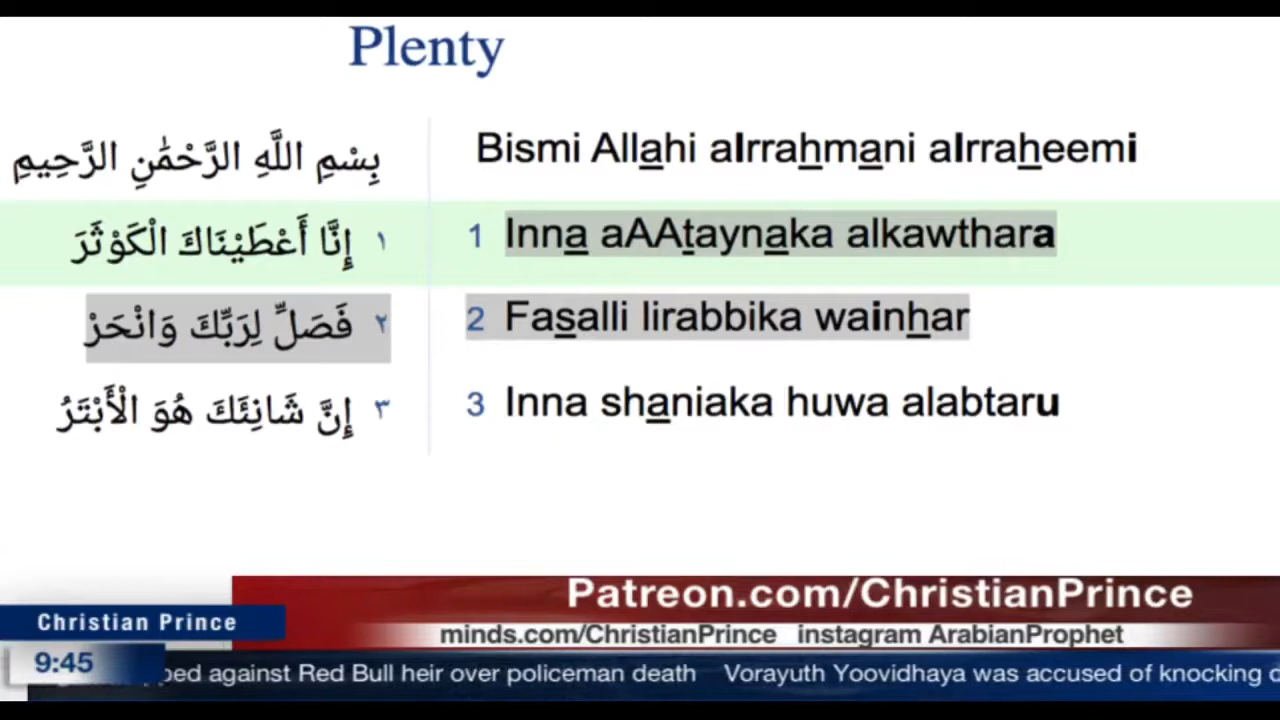 Plenty
بِسْمِ اللَّهِ الرَّحْمَٰنِ الرَّحِيمِ
Bismi Allahi alrrahmani alrraheemi
١ إِنَّا أَعْطَيْنَاكَ الْكَوْثَرَ
1 Inna aAAtaynaka alkawthara
٢ فَصَلِّ لِرَبِّكَ وَانْحَرْ
2 Fasalli lirabbika wainhar
٣ إِنَّ شَانِئَكَ هُوَ الْأَبْتَرُ
3 Inna shaniaka huwa alabtaru
Patreon.com/ChristianPrince
Christian Prince
minds.com/ChristianPrince instagram ArabianProphet
9:45
against Red Bull heir over policeman death Vorayuth Yoovidhaya was accused of knocking